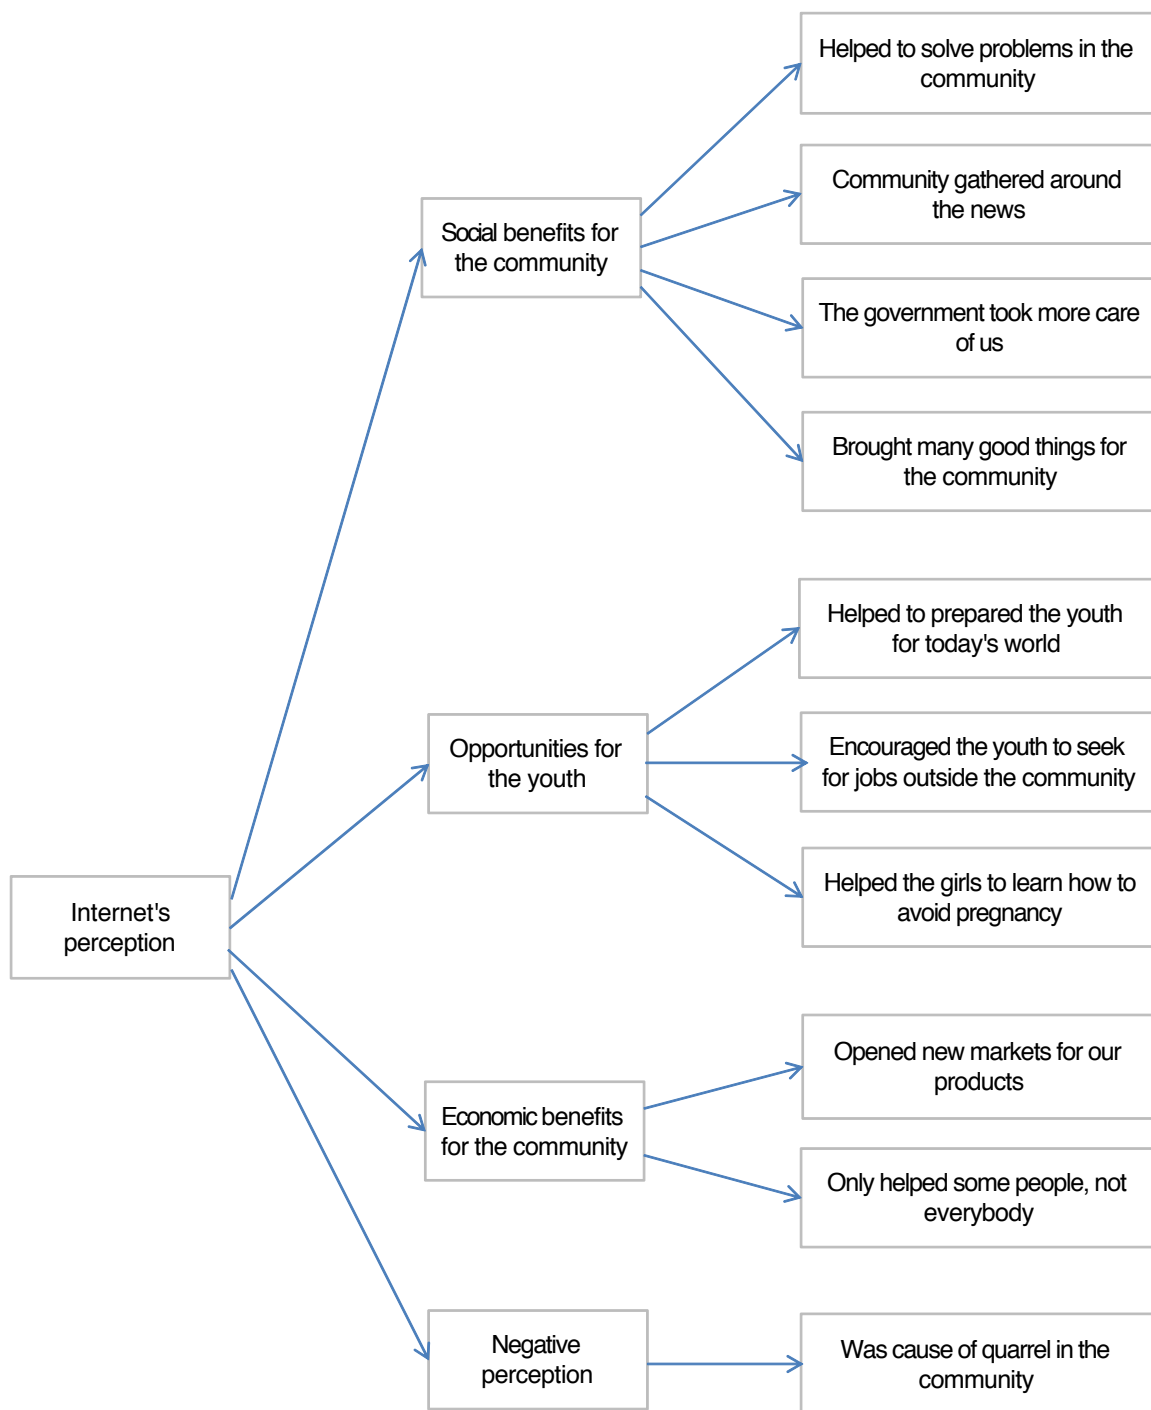 Helped to solve problems in the
community
Community gathered around
the news
Social benefits for
the community
The government took more care
of us
Brought many good things for
the community
Helped to prepared the youth
for today's world
Opportunities for
the youth
Encouraged the youth to seek
for jobs outside the community
Helped the girls to learn how to
avoid pregnancy
Internet's
perception
Opened new markets for our
products
Economic benefits
for the community
Only helped some people, not
everybody
Negative
perception
Was cause of quarrel in the
community